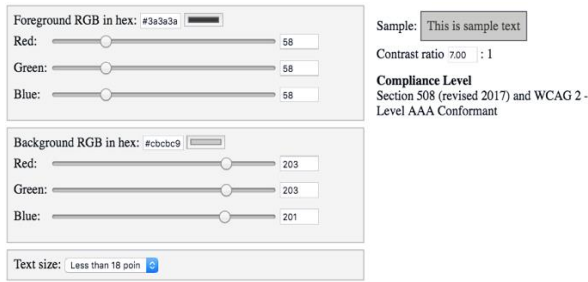 Foreground RGB in hex: #3a3a3a
Red: 58
Green: 58
Blue: 58
Background RGB in hex: #cbcbc9
Red: 203
Green: 203
Blue: 201
Text size: Less than 18 poin
Sample: This is sample text
Contrast ratio 7.00 : 1
Compliance Level
Section 508 (revised 2017) and WCAG 2 -
Level AAA Conformant